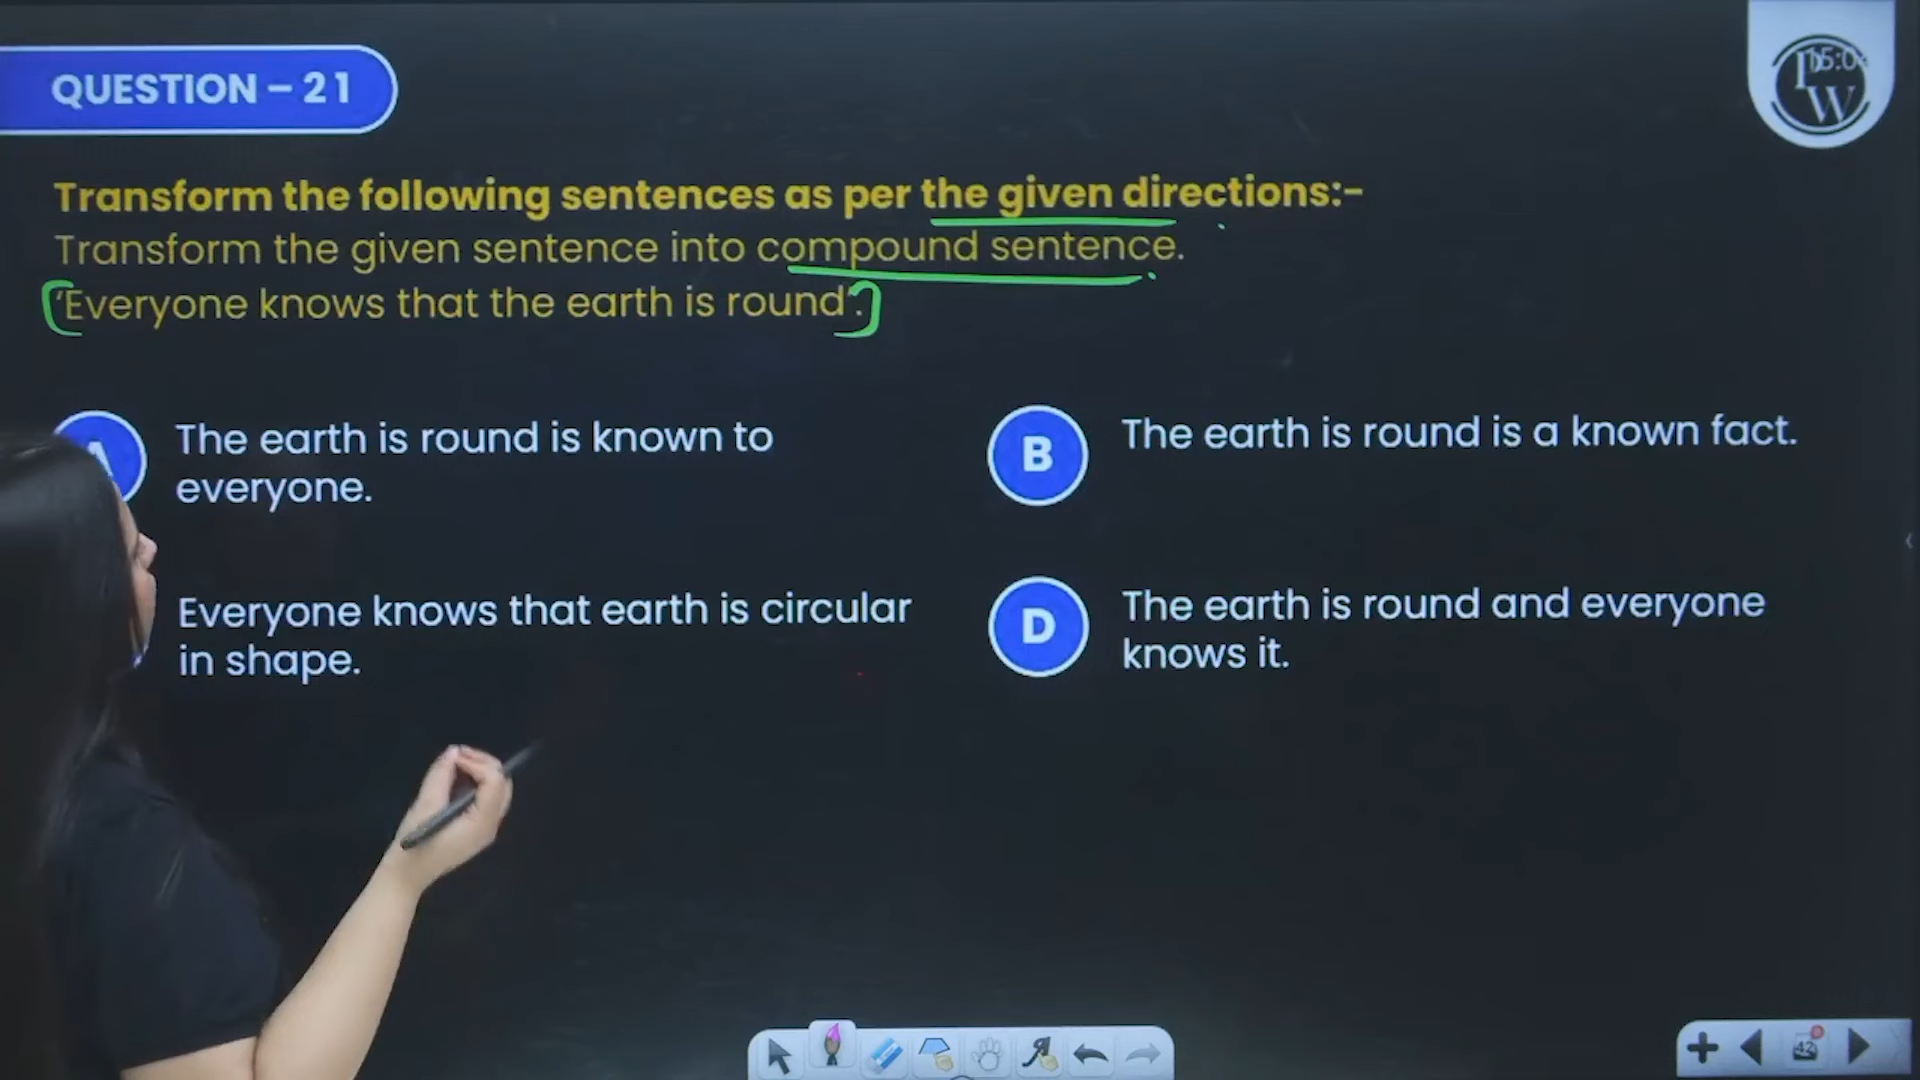 QUESTION – 21
Transform the following sentences as per the given directions:-
Transform the given sentence into compound sentence.
'Everyone knows that the earth is round'.
A
The earth is round is known to
everyone.
B
The earth is round is a known fact.
Everyone knows that earth is circular
in shape.
D
The earth is round and everyone
knows it.
42